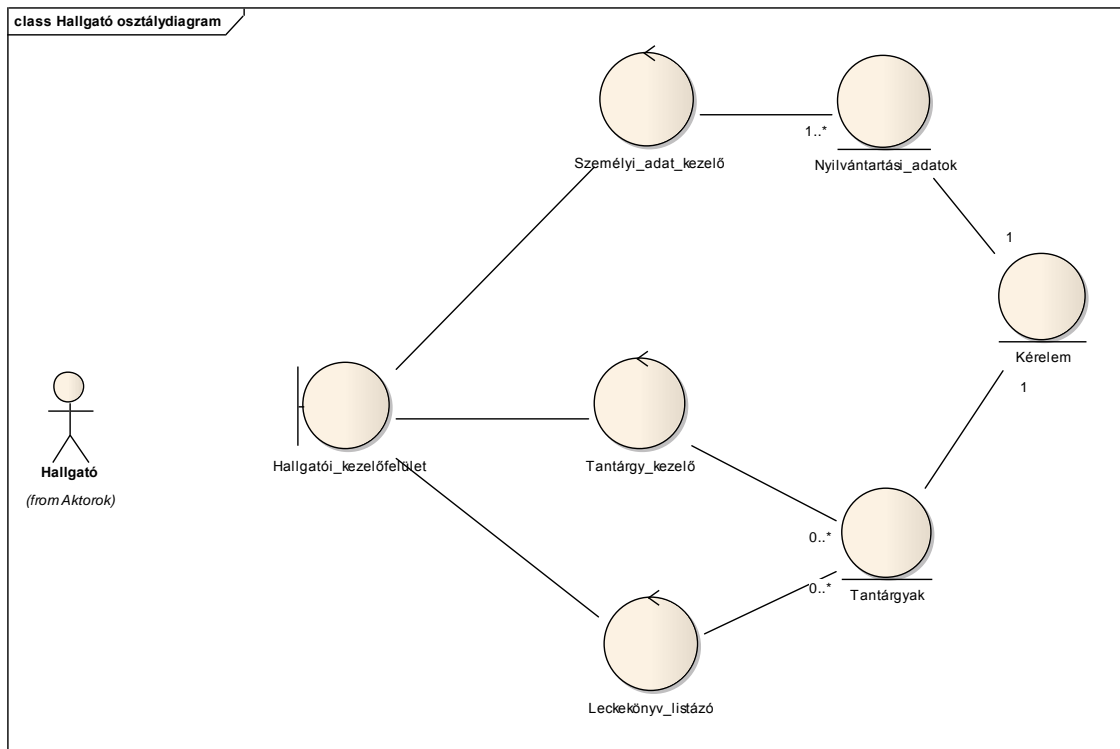 class Hallgató osztálydiagram
Személyi_adat_kezelő
1..*
Nyilvántartási_adatok
1
Kérelem
1
Hallgató
(from Aktorok)
Hallgatói_kezelőfelület
Tantárgy_kezelő
0..*
0..*
Tantárgyak
Leckekönyv_listázó